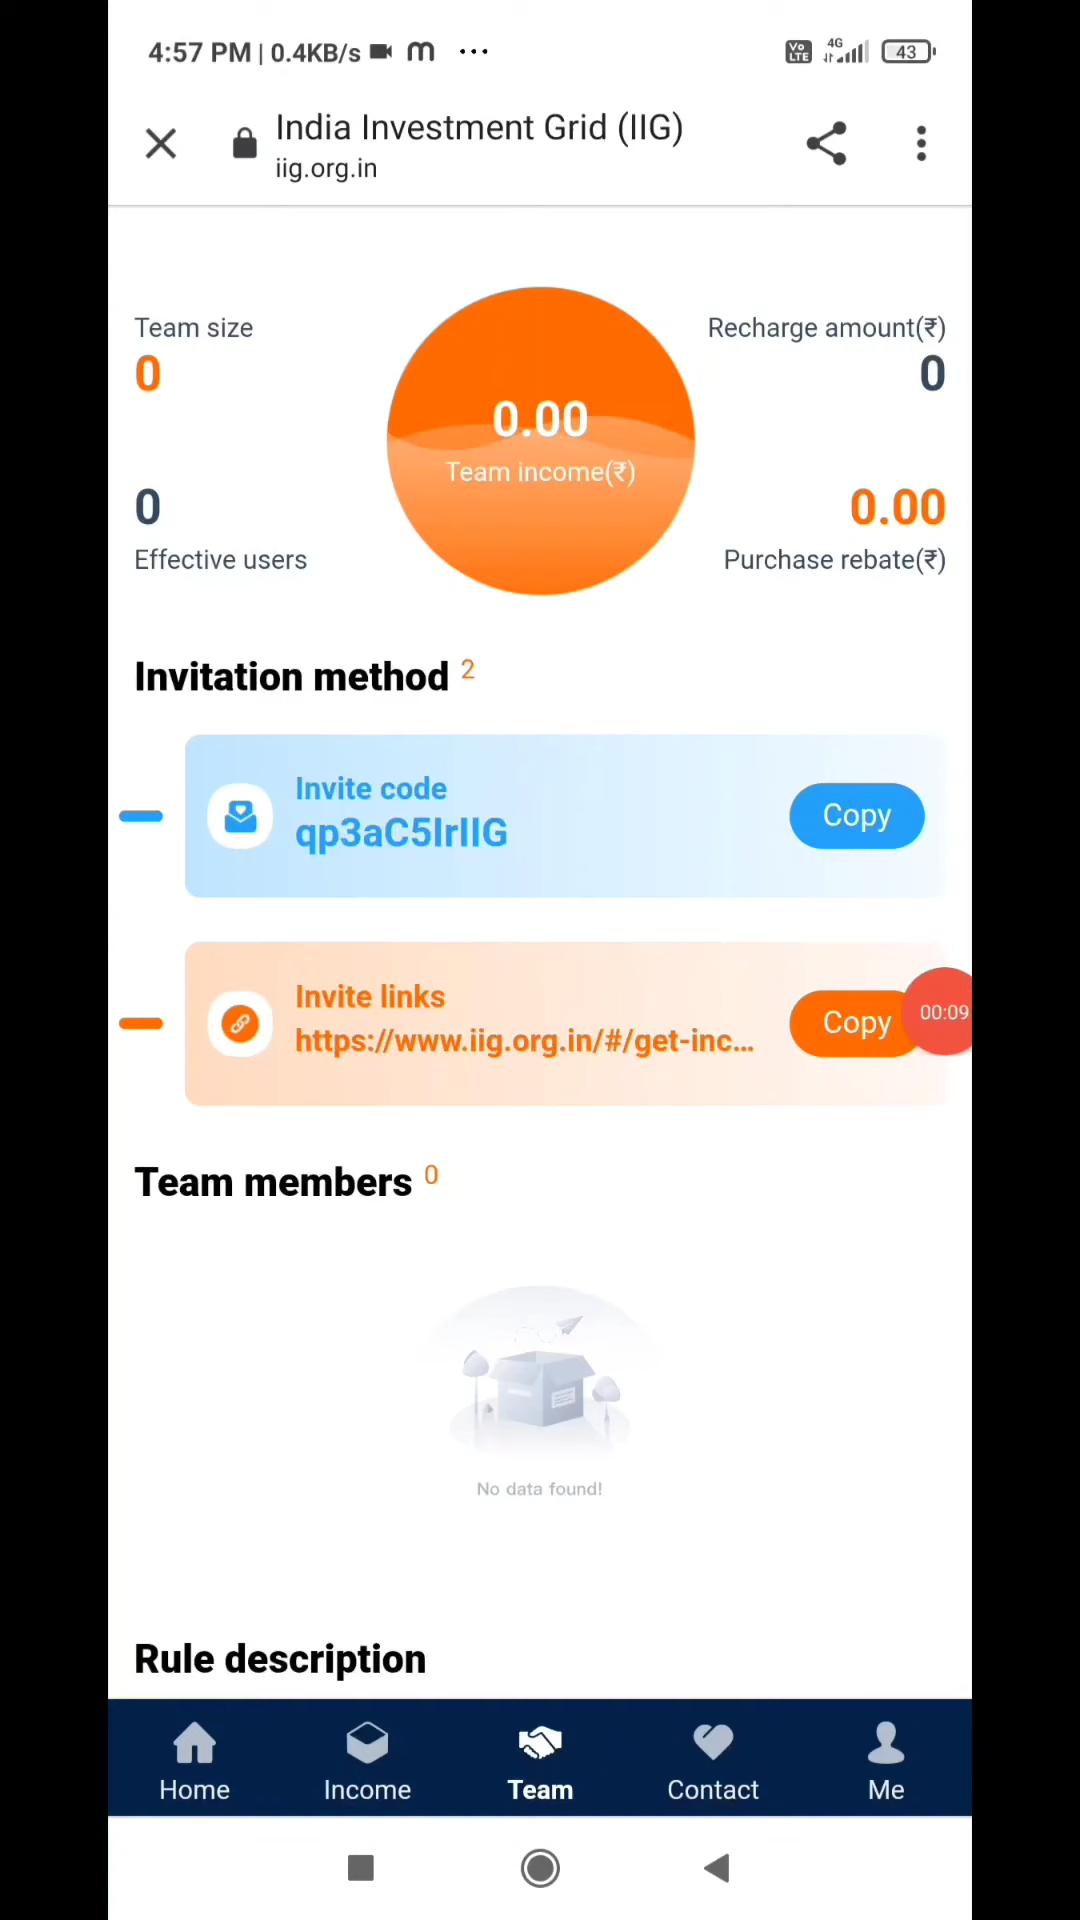 4:57 PM | 0.4KB/s m ...
Vo LTE 4G 43
India Investment Grid (IIG)
iig.org.in
Team size
0
Recharge amount(₹)
0
0.00
Team income(₹)
0
Effective users
0.00
Purchase rebate(₹)
Invitation method 2
Invite code
qp3aC5IrIIG
Copy
Invite links
https://www.iig.org.in/#/get-inc...
Copy
00:09
Team members 0
No data found!
Rule description
Home
Income
Team
Contact
Me